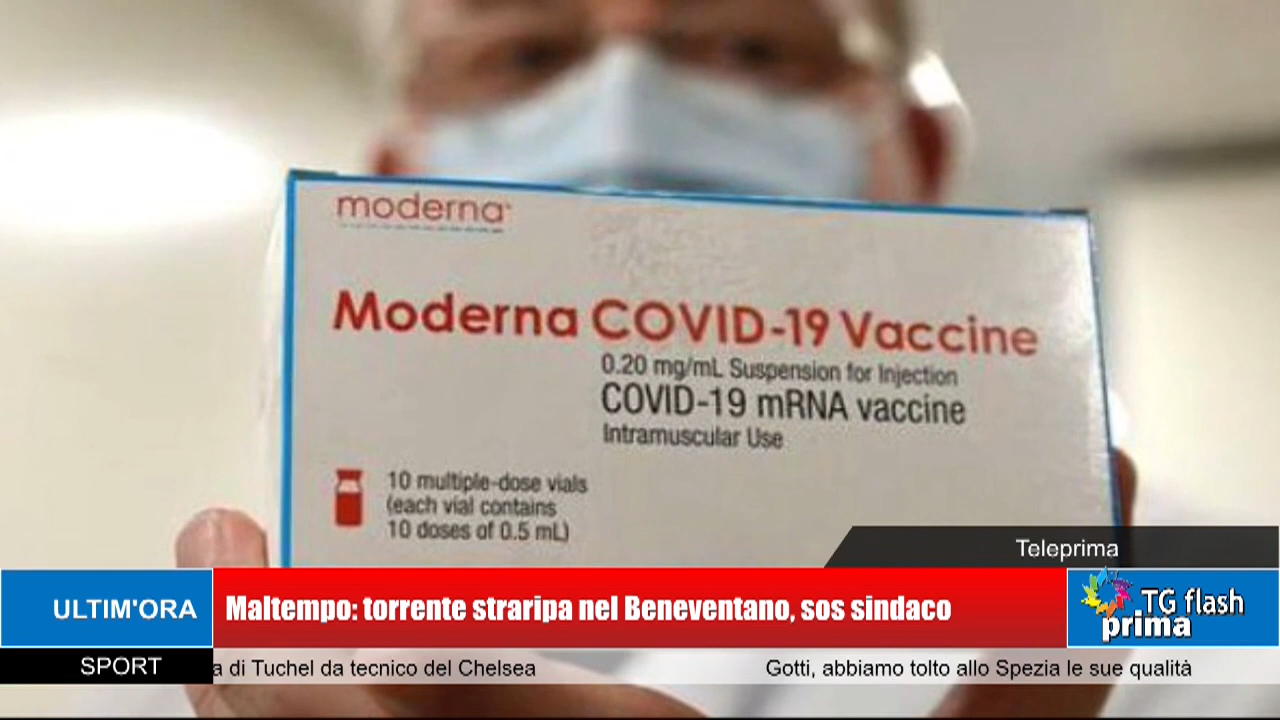 moderna
Moderna COVID-19 Vaccine
0.20 mg/mL Suspension for Injection
COVID-19 mRNA vaccine
Intramuscular Use
10 multiple-dose vials
(each vial contains
10 doses of 0.5 mL)
Teleprima
ULTIM'ORA
Maltempo: torrente straripa nel Beneventano, sos sindaco
TG flash
prima
SPORT
a di Tuchel da tecnico del Chelsea
Gotti, abbiamo tolto allo Spezia le sue qualità